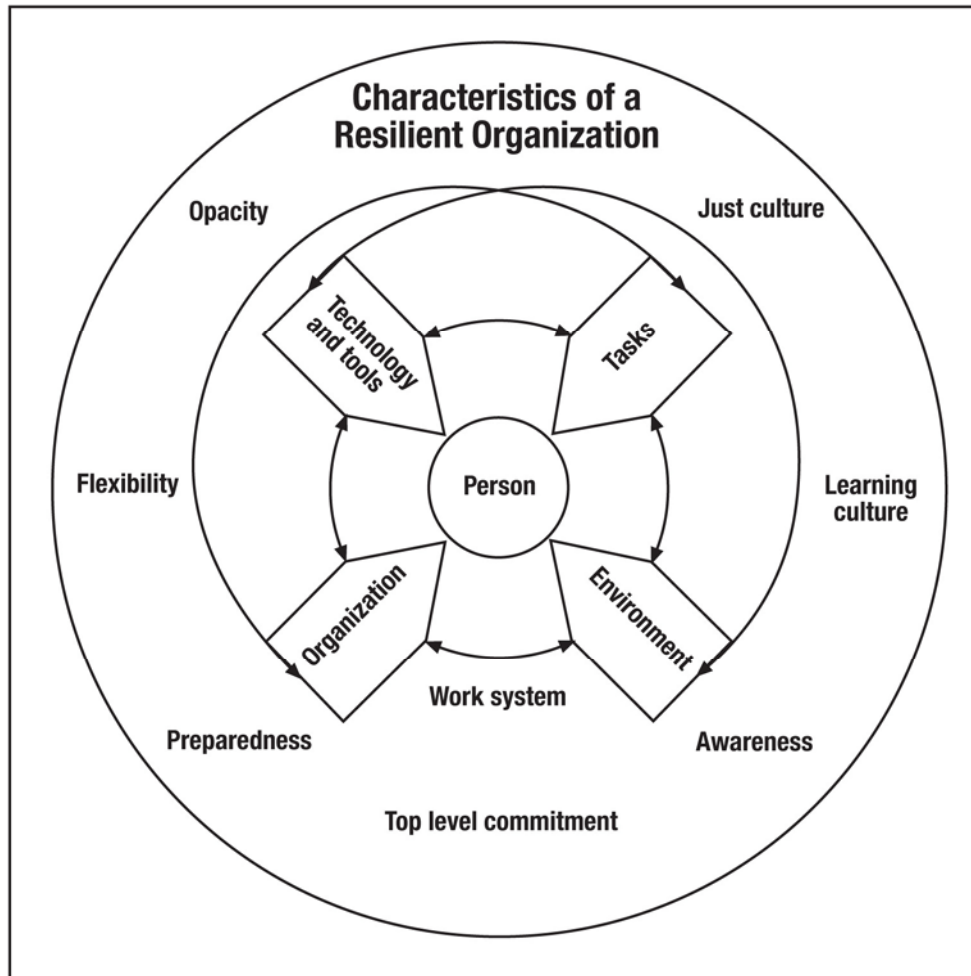 Characteristics of a
Resilient Organization
Opacity
Just culture
Technology
and tools
Tasks
Flexibility
Person
Learning
culture
Organization
Environment
Work system
Preparedness
Awareness
Top level commitment